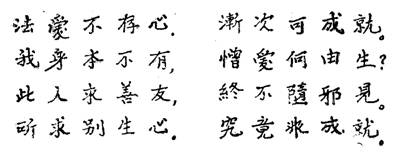 法愛不存心. 漸次可成就。
我身本不有, 憎愛何由生?
此人求善友, 終不隨邪見。
所求别生心。 究竟非成就。